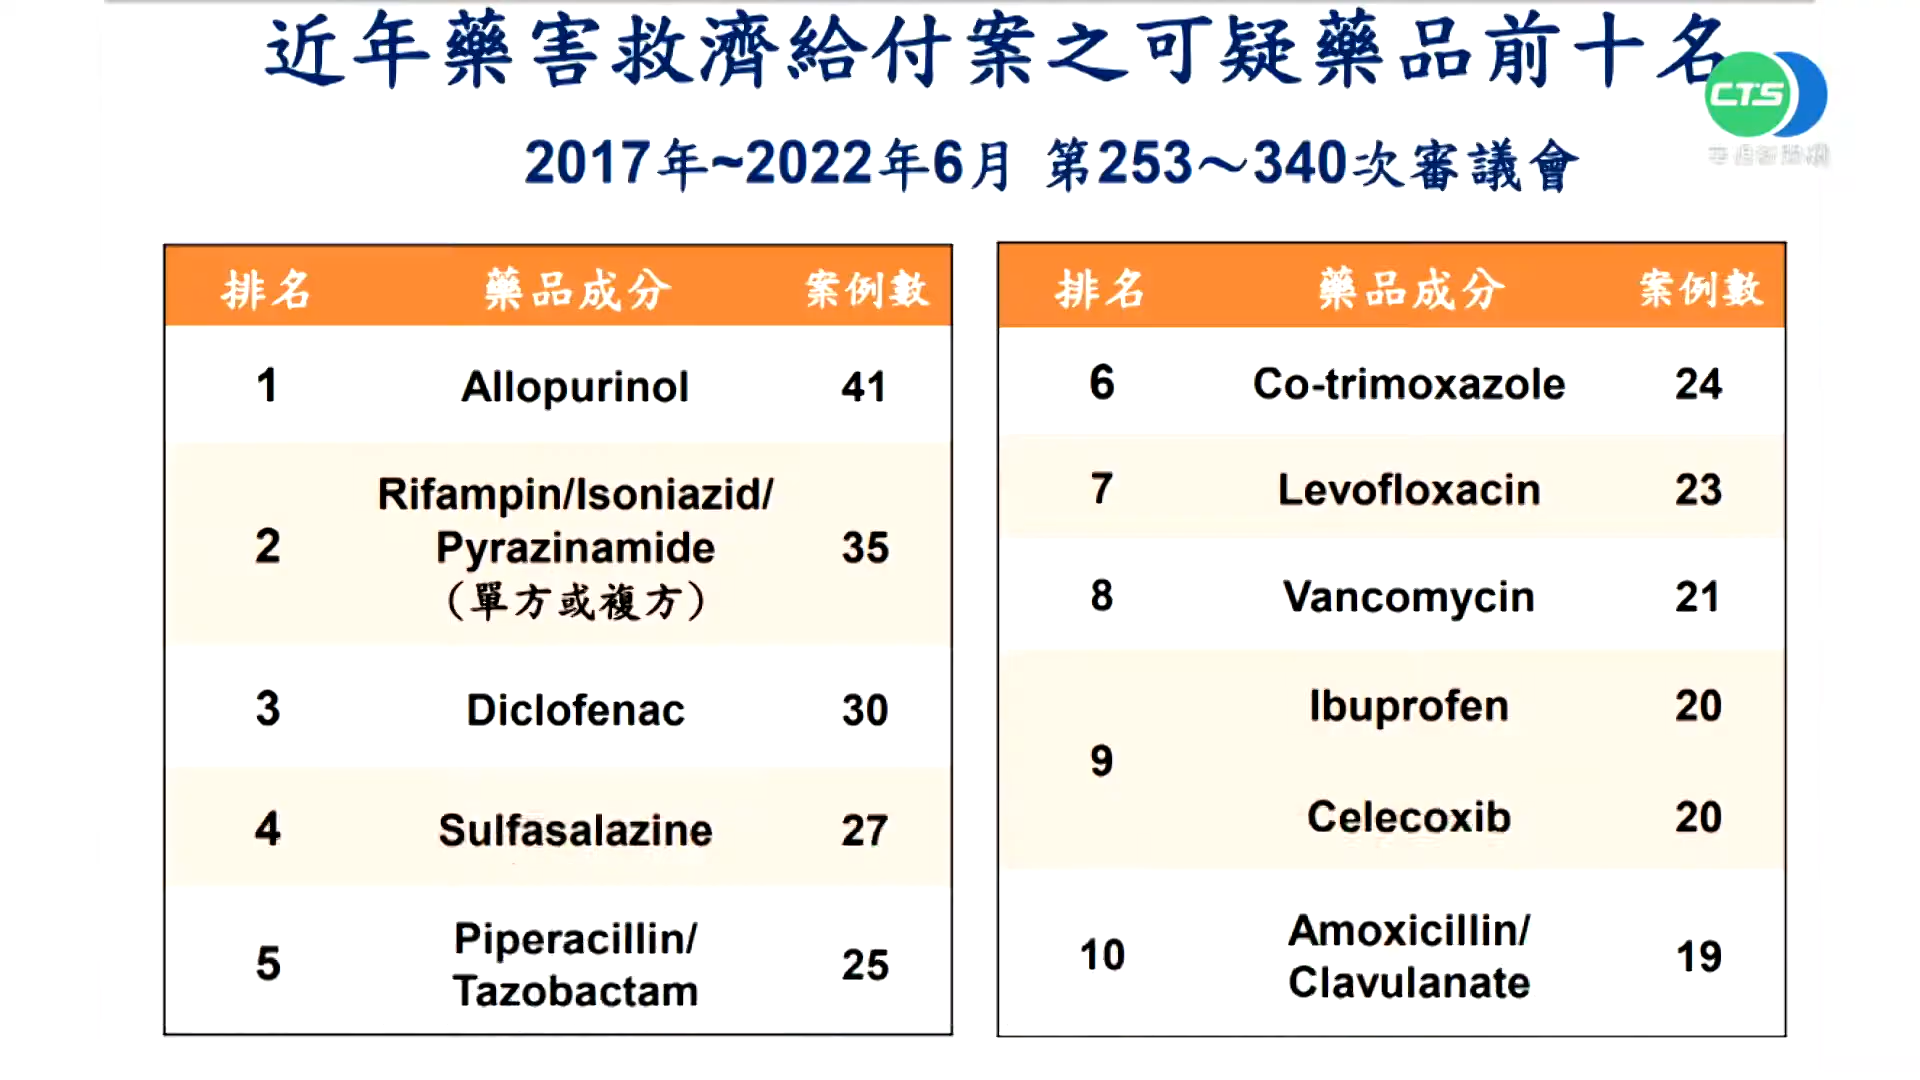 近年藥害救濟給付案之可疑藥品前十名
CTS
2017年~2022年6月 第253～340次審議會
排名 藥品成分 案例數
1 Allopurinol 41
Rifampin/Isoniazid/
2 Pyrazinamide 35
(單方或複方)
3 Diclofenac 30
4 Sulfasalazine 27
Piperacillin/
5 25
Tazobactam
排名 藥品成分 案例數
6 Co-trimoxazole 24
7 Levofloxacin 23
8 Vancomycin 21
Ibuprofen 20
9
Celecoxib 20
Amoxicillin/
10 19
Clavulanate